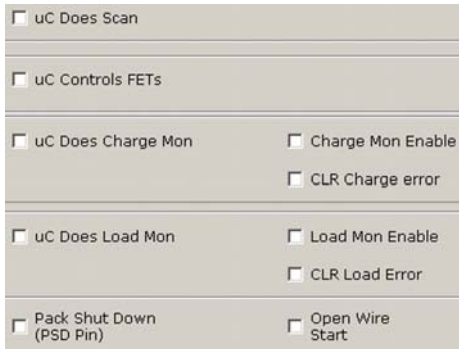 uC Does Scan
uC Controls FETs
uC Does Charge Mon
Charge Mon Enable
CLR Charge error
uC Does Load Mon
Load Mon Enable
CLR Load Error
Pack Shut Down
(PSD Pin)
Open Wire
Start